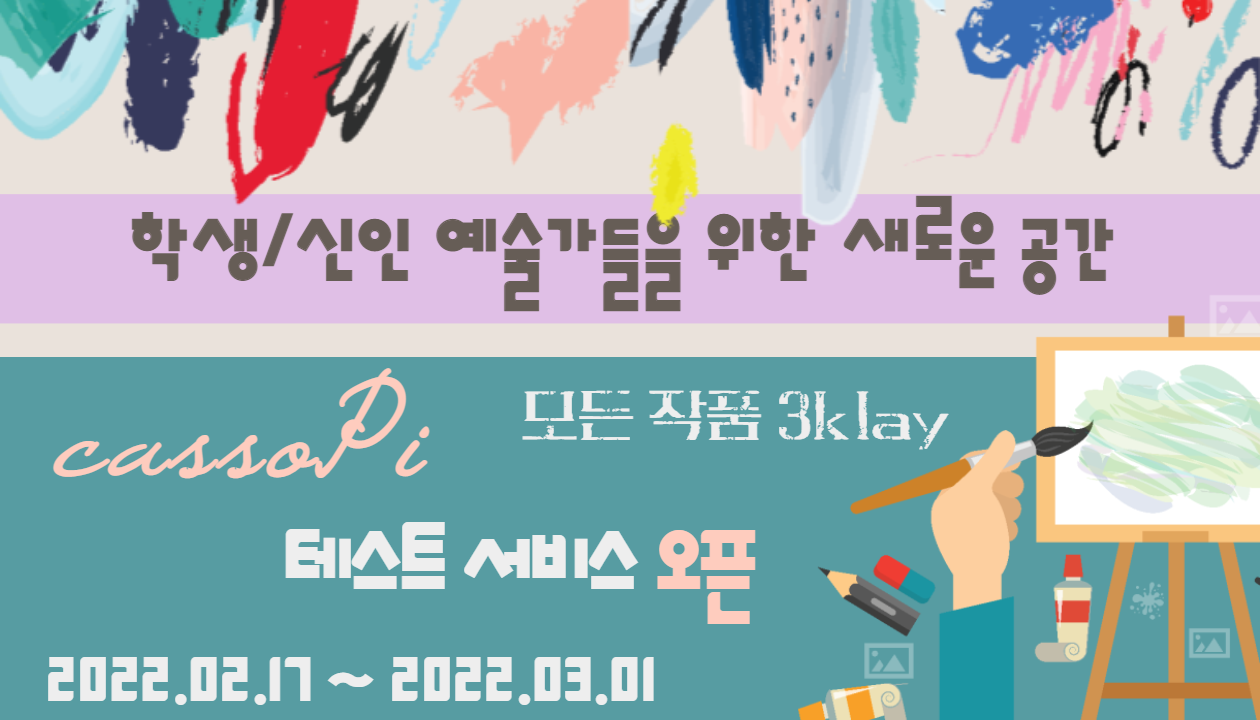 학생/신인 예술가들을 위한 새로운 공간
cassoPi
모든 작품 3klay
테스트 서비스 오픈
2022.02.17 ~ 2022.03.01